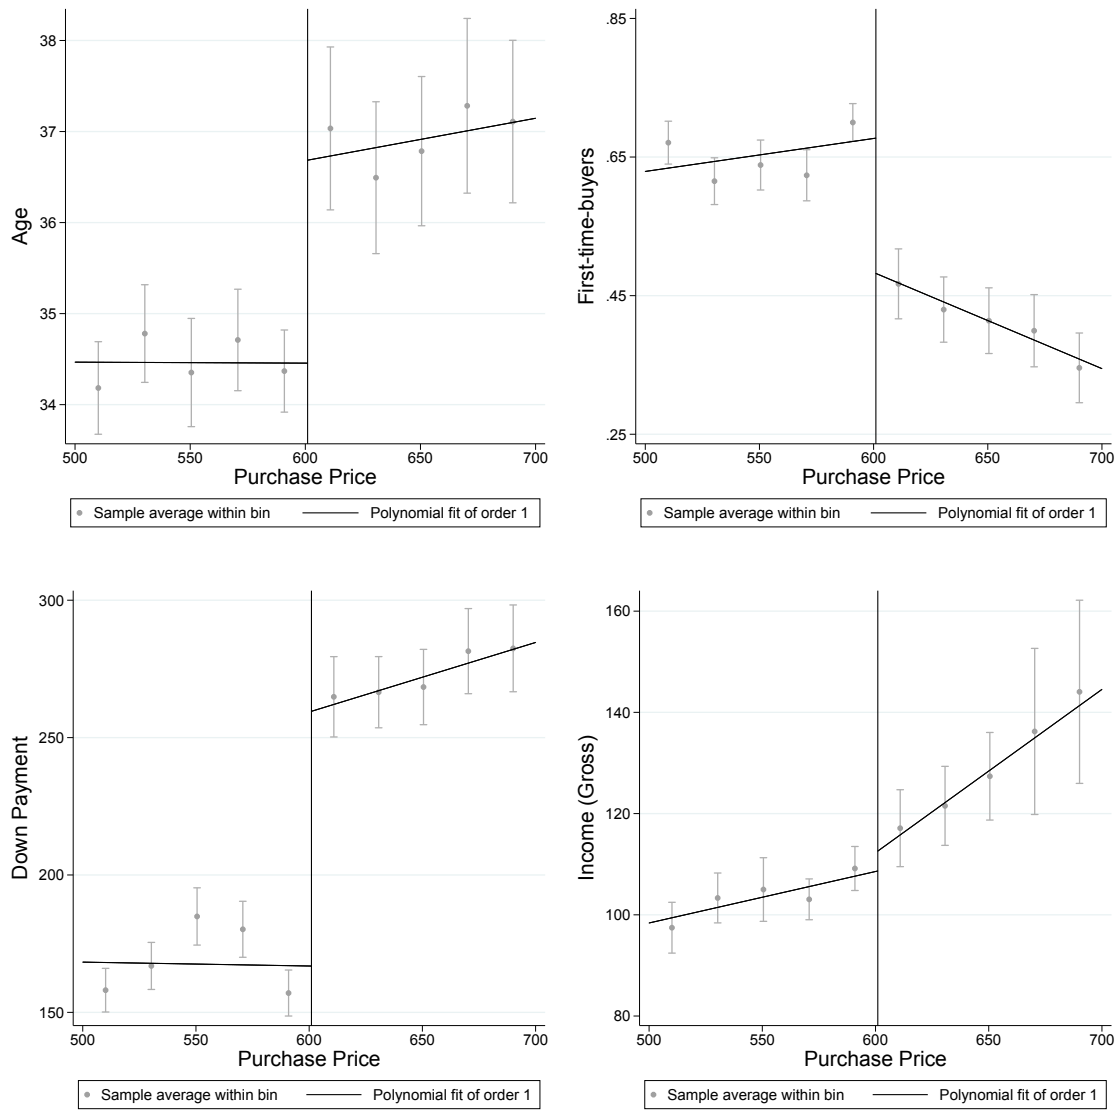 38
37
36
35
34
Age
500
550
600
650
700
Purchase Price
Sample average within bin
Polynomial fit of order 1
.85
.65
.45
.25
First-time-buyers
500
550
600
650
700
Purchase Price
Sample average within bin
Polynomial fit of order 1
300
250
200
150
Down Payment
500
550
600
650
700
Purchase Price
Sample average within bin
Polynomial fit of order 1
160
140
120
100
80
Income (Gross)
500
550
600
650
700
Purchase Price
Sample average within bin
Polynomial fit of order 1